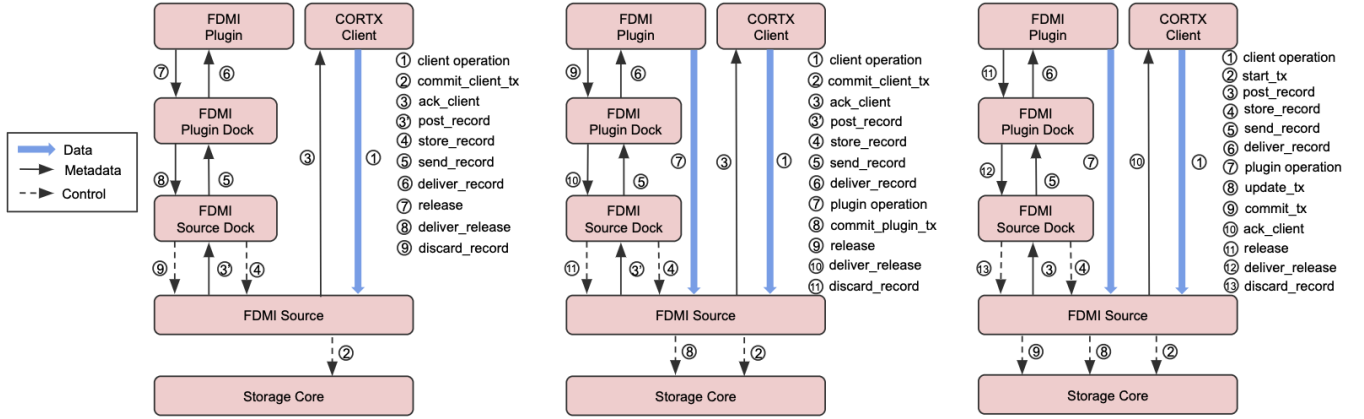 Data
Metadata
Control
FDMI
Plugin
CORTX
Client
⑦
⑥
FDMI
Plugin Dock
③
①
⑧
⑤
FDMI
Source Dock
⑨
③'
④
FDMI Source
②
Storage Core
① client operation
② commit_client_tx
③ ack_client
③' post_record
④ store_record
⑤ send_record
⑥ deliver_record
⑦ release
⑧ deliver_release
⑨ discard_record
FDMI
Plugin
CORTX
Client
⑨
⑥
FDMI
Plugin Dock
⑦
③
①
⑩
⑤
FDMI
Source Dock
⑪
③'
④
FDMI Source
⑧
②
Storage Core
① client operation
② commit_client_tx
③ ack_client
③' post_record
④ store_record
⑤ send_record
⑥ deliver_record
⑦ plugin operation
⑧ commit_plugin_tx
⑨ release
⑩ deliver_release
⑪ discard_record
FDMI
Plugin
CORTX
Client
⑪
⑥
FDMI
Plugin Dock
⑦
⑩
①
⑫
⑤
FDMI
Source Dock
⑬
③
④
FDMI Source
⑨
⑧
②
Storage Core
① client operation
② start_tx
③ post_record
④ store_record
⑤ send_record
⑥ deliver_record
⑦ plugin operation
⑧ update_tx
⑨ commit_tx
⑩ ack_client
⑪ release
⑫ deliver_release
⑬ discard_record